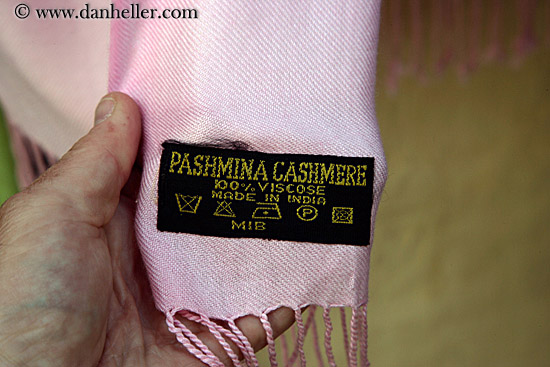 © www.danheller.com
PASHMINA CASHMERE
100% VISCOSE
MADE IN INDIA
P
MIB